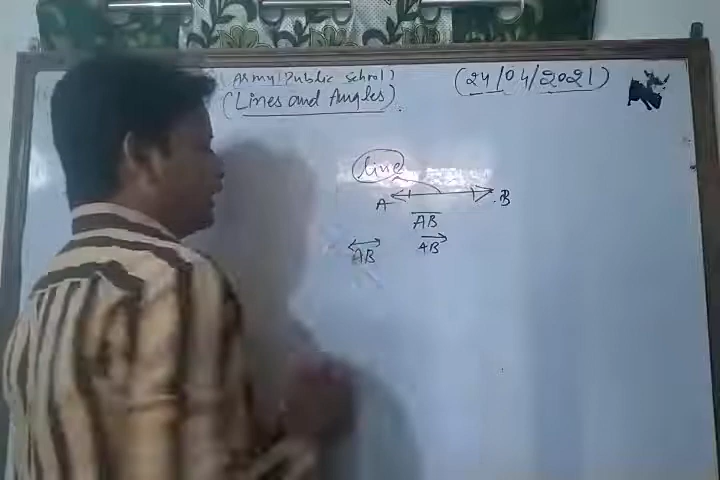 Army Public School)
(24/04/2021)
(Lines and Angles).
line
A B
AB
AB AB